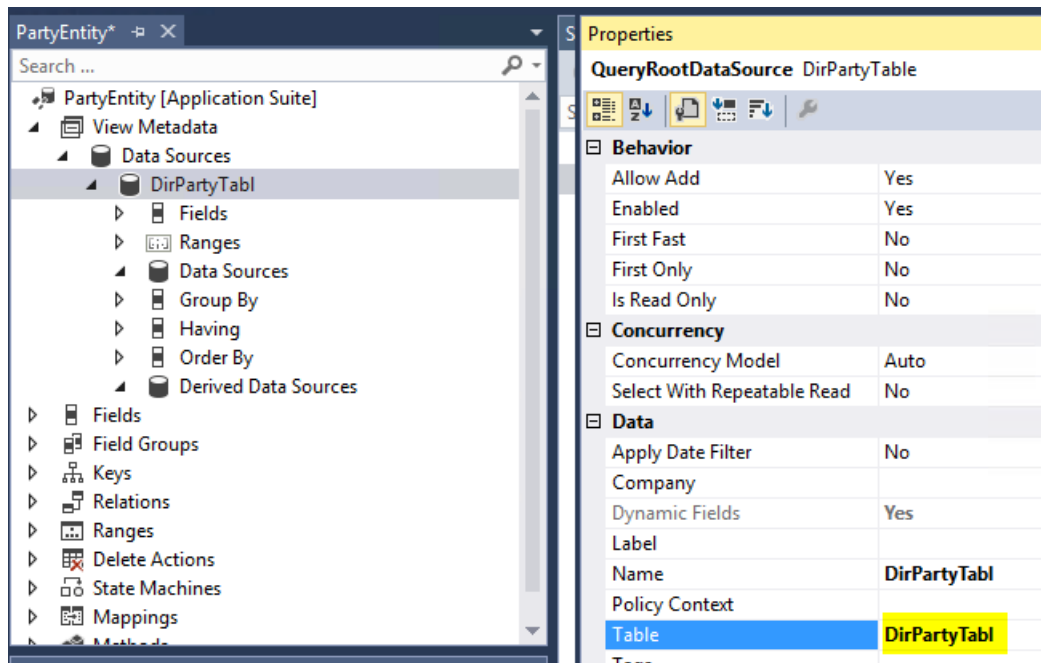 PartyEntity*
Search ...
PartyEntity [Application Suite]
View Metadata
Data Sources
DirPartyTabl
Fields
Ranges
Data Sources
Group By
Having
Order By
Derived Data Sources
Fields
Field Groups
Keys
Relations
Ranges
Delete Actions
State Machines
Mappings
S
S
Properties
QueryRootDataSource DirPartyTable
Behavior
Allow Add Yes
Enabled Yes
First Fast No
First Only No
Is Read Only No
Concurrency
Concurrency Model Auto
Select With Repeatable Read No
Data
Apply Date Filter No
Company
Dynamic Fields Yes
Label
Name DirPartyTabl
Policy Context
Table DirPartyTabl